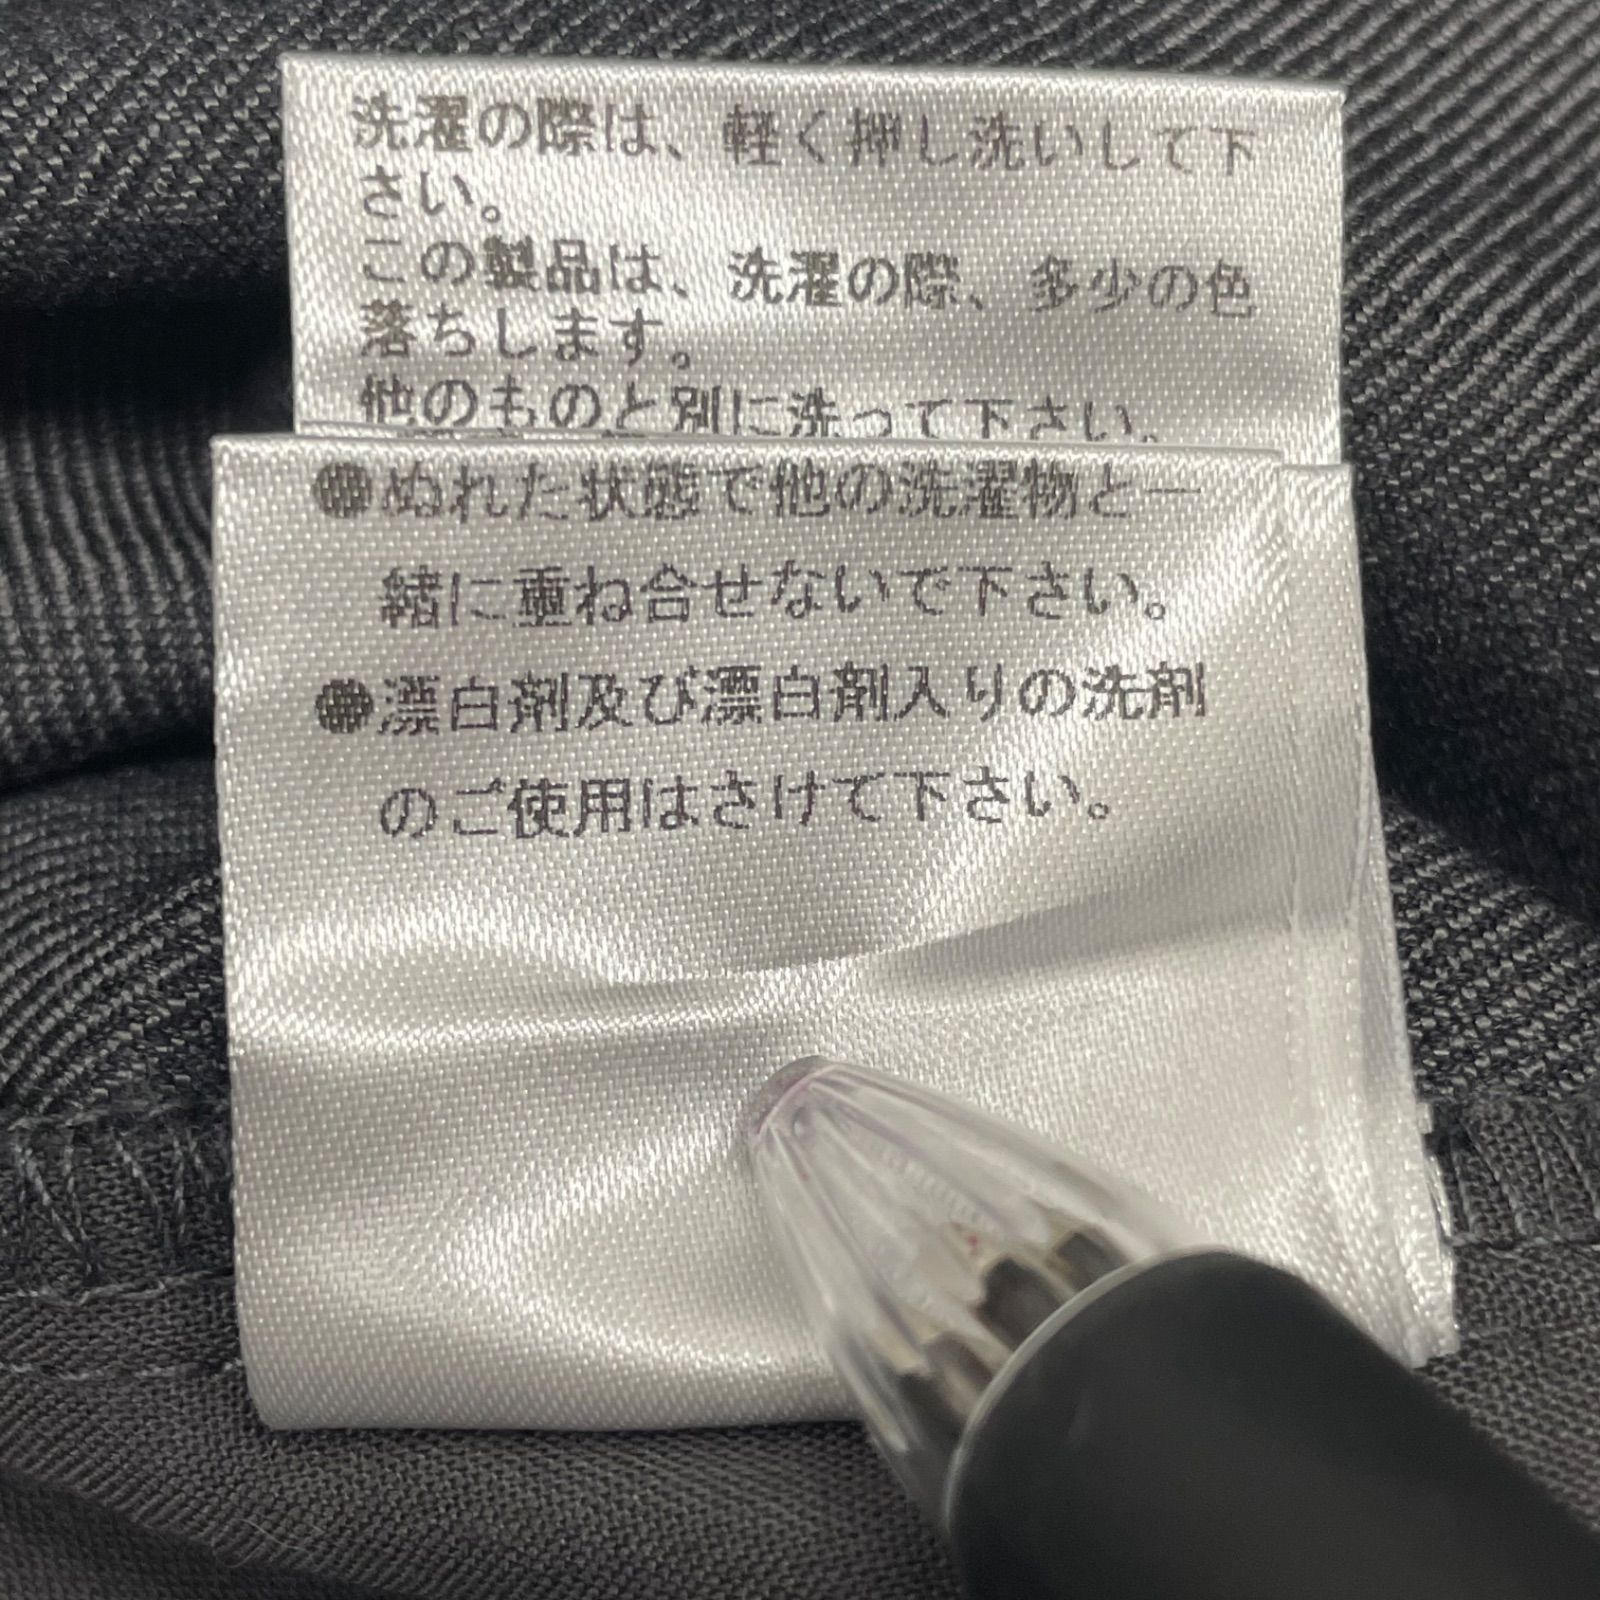 洗濯の際は、軽く押し洗いして下
さい。
この製品は、洗濯の際、多少の色
落ちします。
他のものと別に洗って下さい。
●ぬれた状態で他の洗濯物と一
緒に重ね合せないで下さい。
●漂白剤及び漂白剤入りの洗剤
のご使用はさけて下さい。